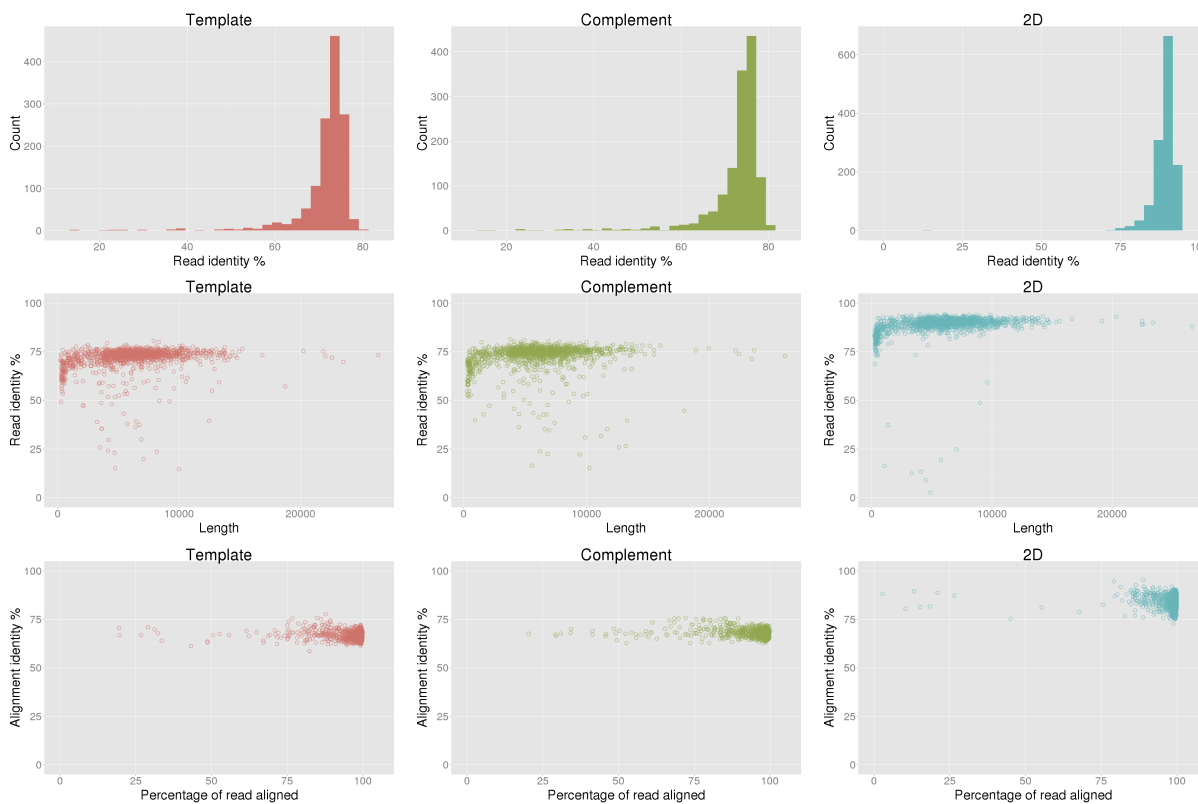 Template Complement 2D
400
300
200
100
0
Count
20 40 60 80
Read identity %
400
300
200
100
0
Count
20 40 60 80
Read identity %
600
400
200
0
Count
0 25 50 75 100
Read identity %
Template Complement 2D
100
75
50
25
0
Read identity %
0 10000 20000
Length
100
75
50
25
0
Read identity %
0 10000 20000
Length
100
75
50
25
0
Read identity %
0 10000 20000
Length
Template Complement 2D
100
75
50
25
0
Alignment identity %
0 25 50 75 100
Percentage of read aligned
100
75
50
25
0
Alignment identity %
0 25 50 75 100
Percentage of read aligned
100
75
50
25
0
Alignment identity %
0 25 50 75 100
Percentage of read aligned